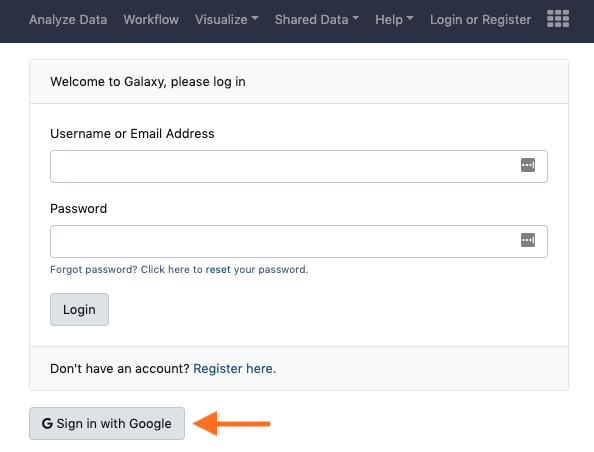 Analyze Data Workflow Visualize Shared Data Help Login or Register
Welcome to Galaxy, please log in
Username or Email Address
Password
Forgot password? Click here to reset your password.
Login
Don't have an account? Register here.
G Sign in with Google